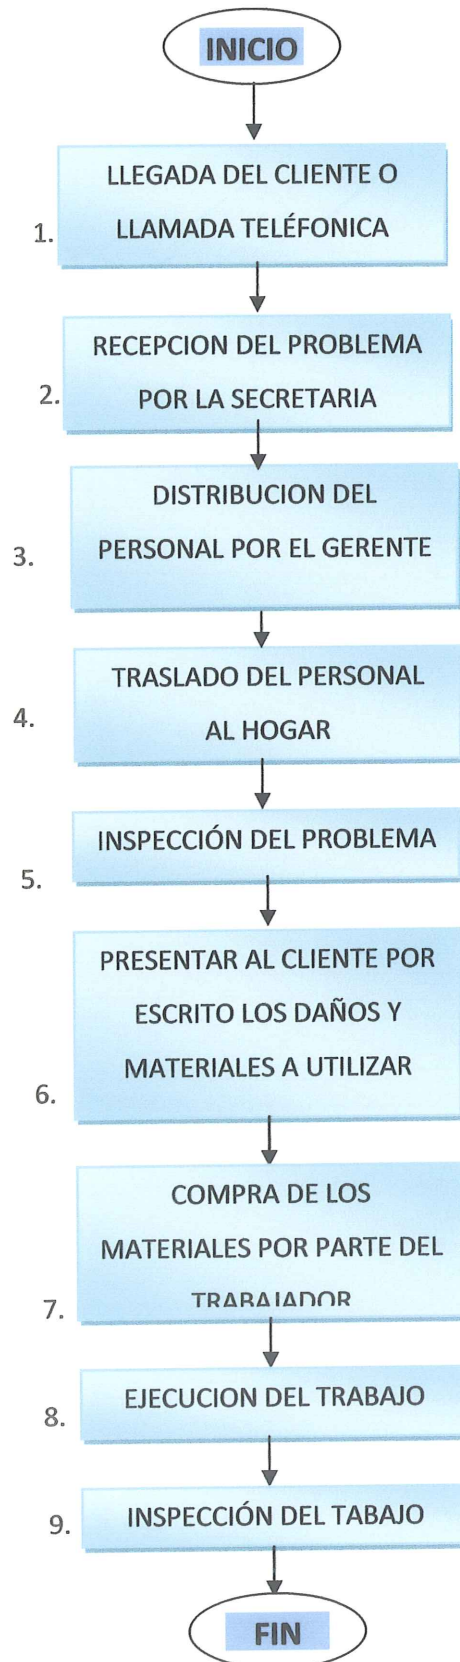 INICIO
LLEGADA DEL CLIENTE O
LLAMADA TELÉFONICA
1.
RECEPCION DEL PROBLEMA
POR LA SECRETARIA
2.
DISTRIBUCION DEL
PERSONAL POR EL GERENTE
3.
TRASLADO DEL PERSONAL
AL HOGAR
4.
INSPECCIÓN DEL PROBLEMA
5.
PRESENTAR AL CLIENTE POR
ESCRITO LOS DAÑOS Y
MATERIALES A UTILIZAR
6.
COMPRA DE LOS
MATERIALES POR PARTE DEL
TRABAJADOR
7.
EJECUCION DEL TRABAJO
8.
INSPECCIÓN DEL TABAJO
9.
FIN